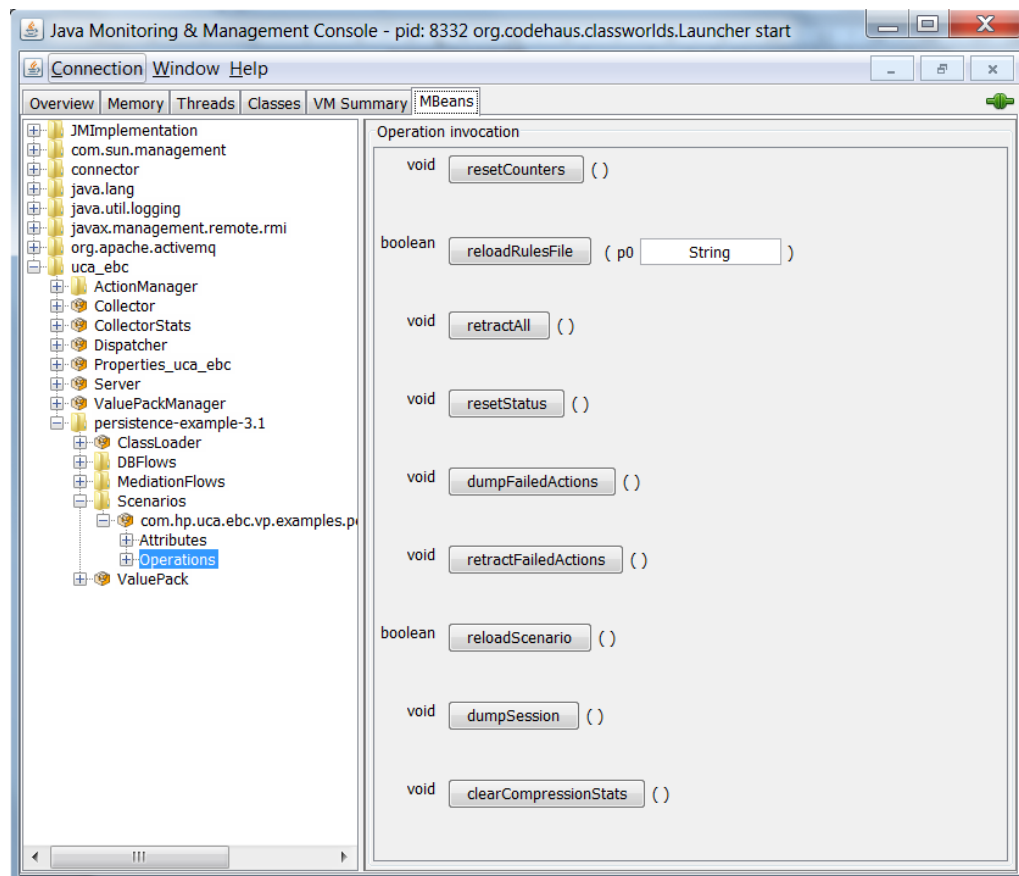 Java Monitoring & Management Console - pid: 8332 org.codehaus.classworlds.Launcher start
Connection Window Help
Overview Memory Threads Classes VM Summary MBeans
JMImplementation
com.sun.management
connector
java.lang
java.util.logging
javax.management.remote.rmi
org.apache.activemq
uca_ebc
ActionManager
Collector
CollectorStats
Dispatcher
Properties_uca_ebc
Server
ValuePackManager
persistence-example-3.1
ClassLoader
DBFlows
MediationFlows
Scenarios
com.hp.uca.ebc.vp.examples.p
Attributes
Operations
ValuePack
Operation invocation
void resetCounters ( )
boolean reloadRulesFile ( p0 String )
void retractAll ( )
void resetStatus ( )
void dumpFailedActions ( )
void retractFailedActions ( )
boolean reloadScenario ( )
void dumpSession ( )
void clearCompressionStats ( )